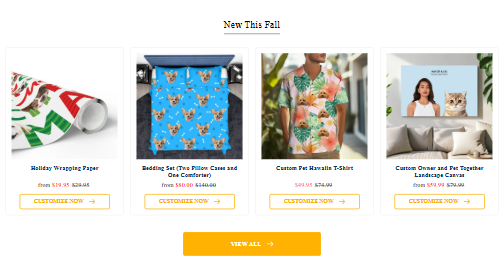 New This Fall
Holiday Wrapping Paper
from $19.95 $29.95
CUSTOMIZE NOW →
Bedding Set (Two Pillow Cases and
One Comforter)
from $80.00 $140.00
CUSTOMIZE NOW →
Custom Pet Hawaiin T-Shirt
$49.95 $74.99
CUSTOMIZE NOW →
Custom Owner and Pet Together
Landscape Canvas
from $59.99 $79.99
CUSTOMIZE NOW →
VIEW ALL →